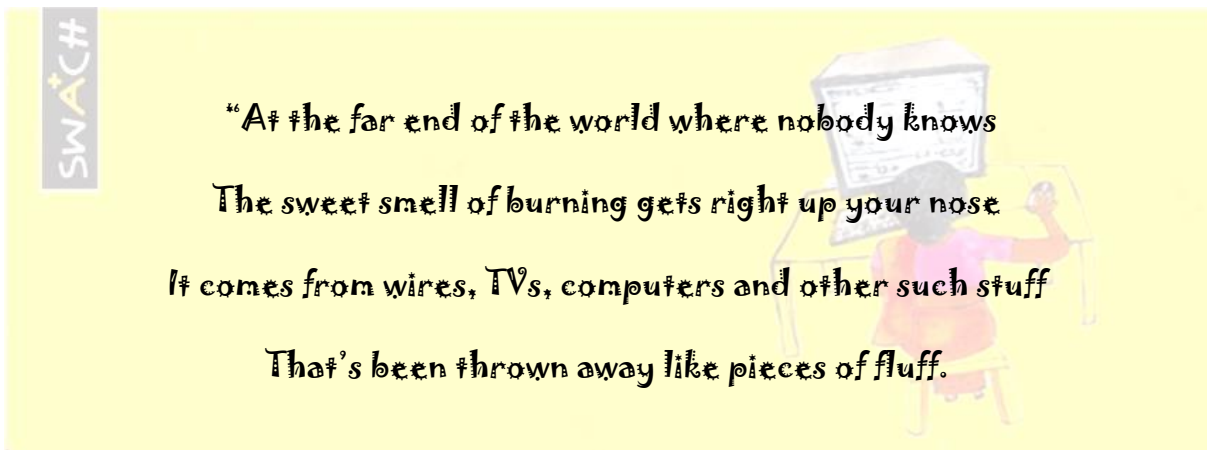 SWACH
“At the far end of the world where nobody knows
The sweet smell of burning gets right up your nose
It comes from wires, TVs, computers and other such stuff
That’s been thrown away like pieces of fluff.